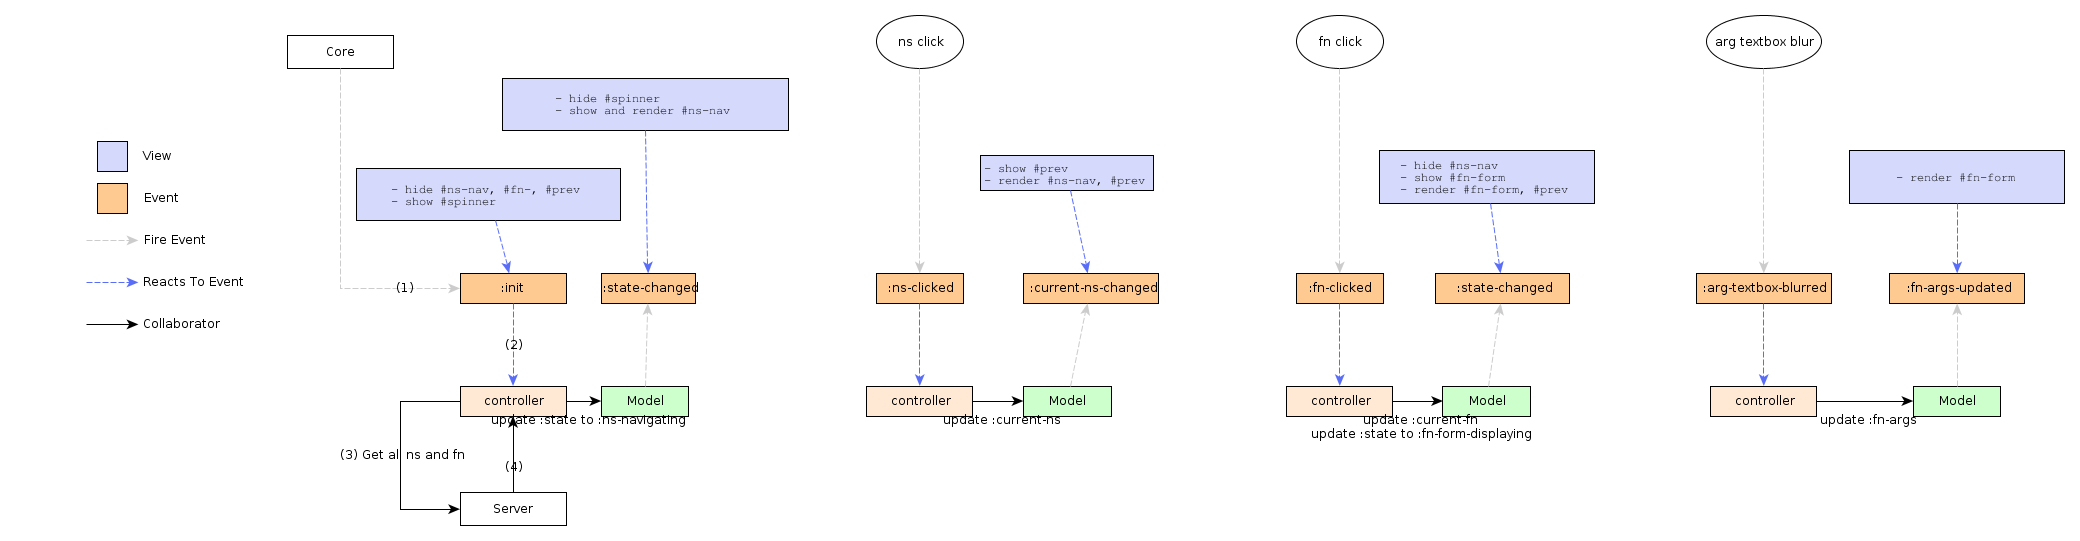 View
Event
Fire Event
Reacts To Event
Collaborator
Core
- hide #spinner
- show and render #ns-nav
- hide #ns-nav, #fn-, #prev
- show #spinner
(1)
:init
:state-changed
(2)
controller
Model
update :state to :ns-navigating
(3) Get all ns and fn
(4)
Server
ns click
- show #prev
- render #ns-nav, #prev
:ns-clicked
:current-ns-changed
controller
Model
update :current-ns
fn click
- hide #ns-nav
- show #fn-form
- render #fn-form, #prev
:fn-clicked
:state-changed
controller
Model
update :current-fn
update :state to :fn-form-displaying
arg textbox blur
- render #fn-form
:arg-textbox-blurred
:fn-args-updated
controller
Model
update :fn-args